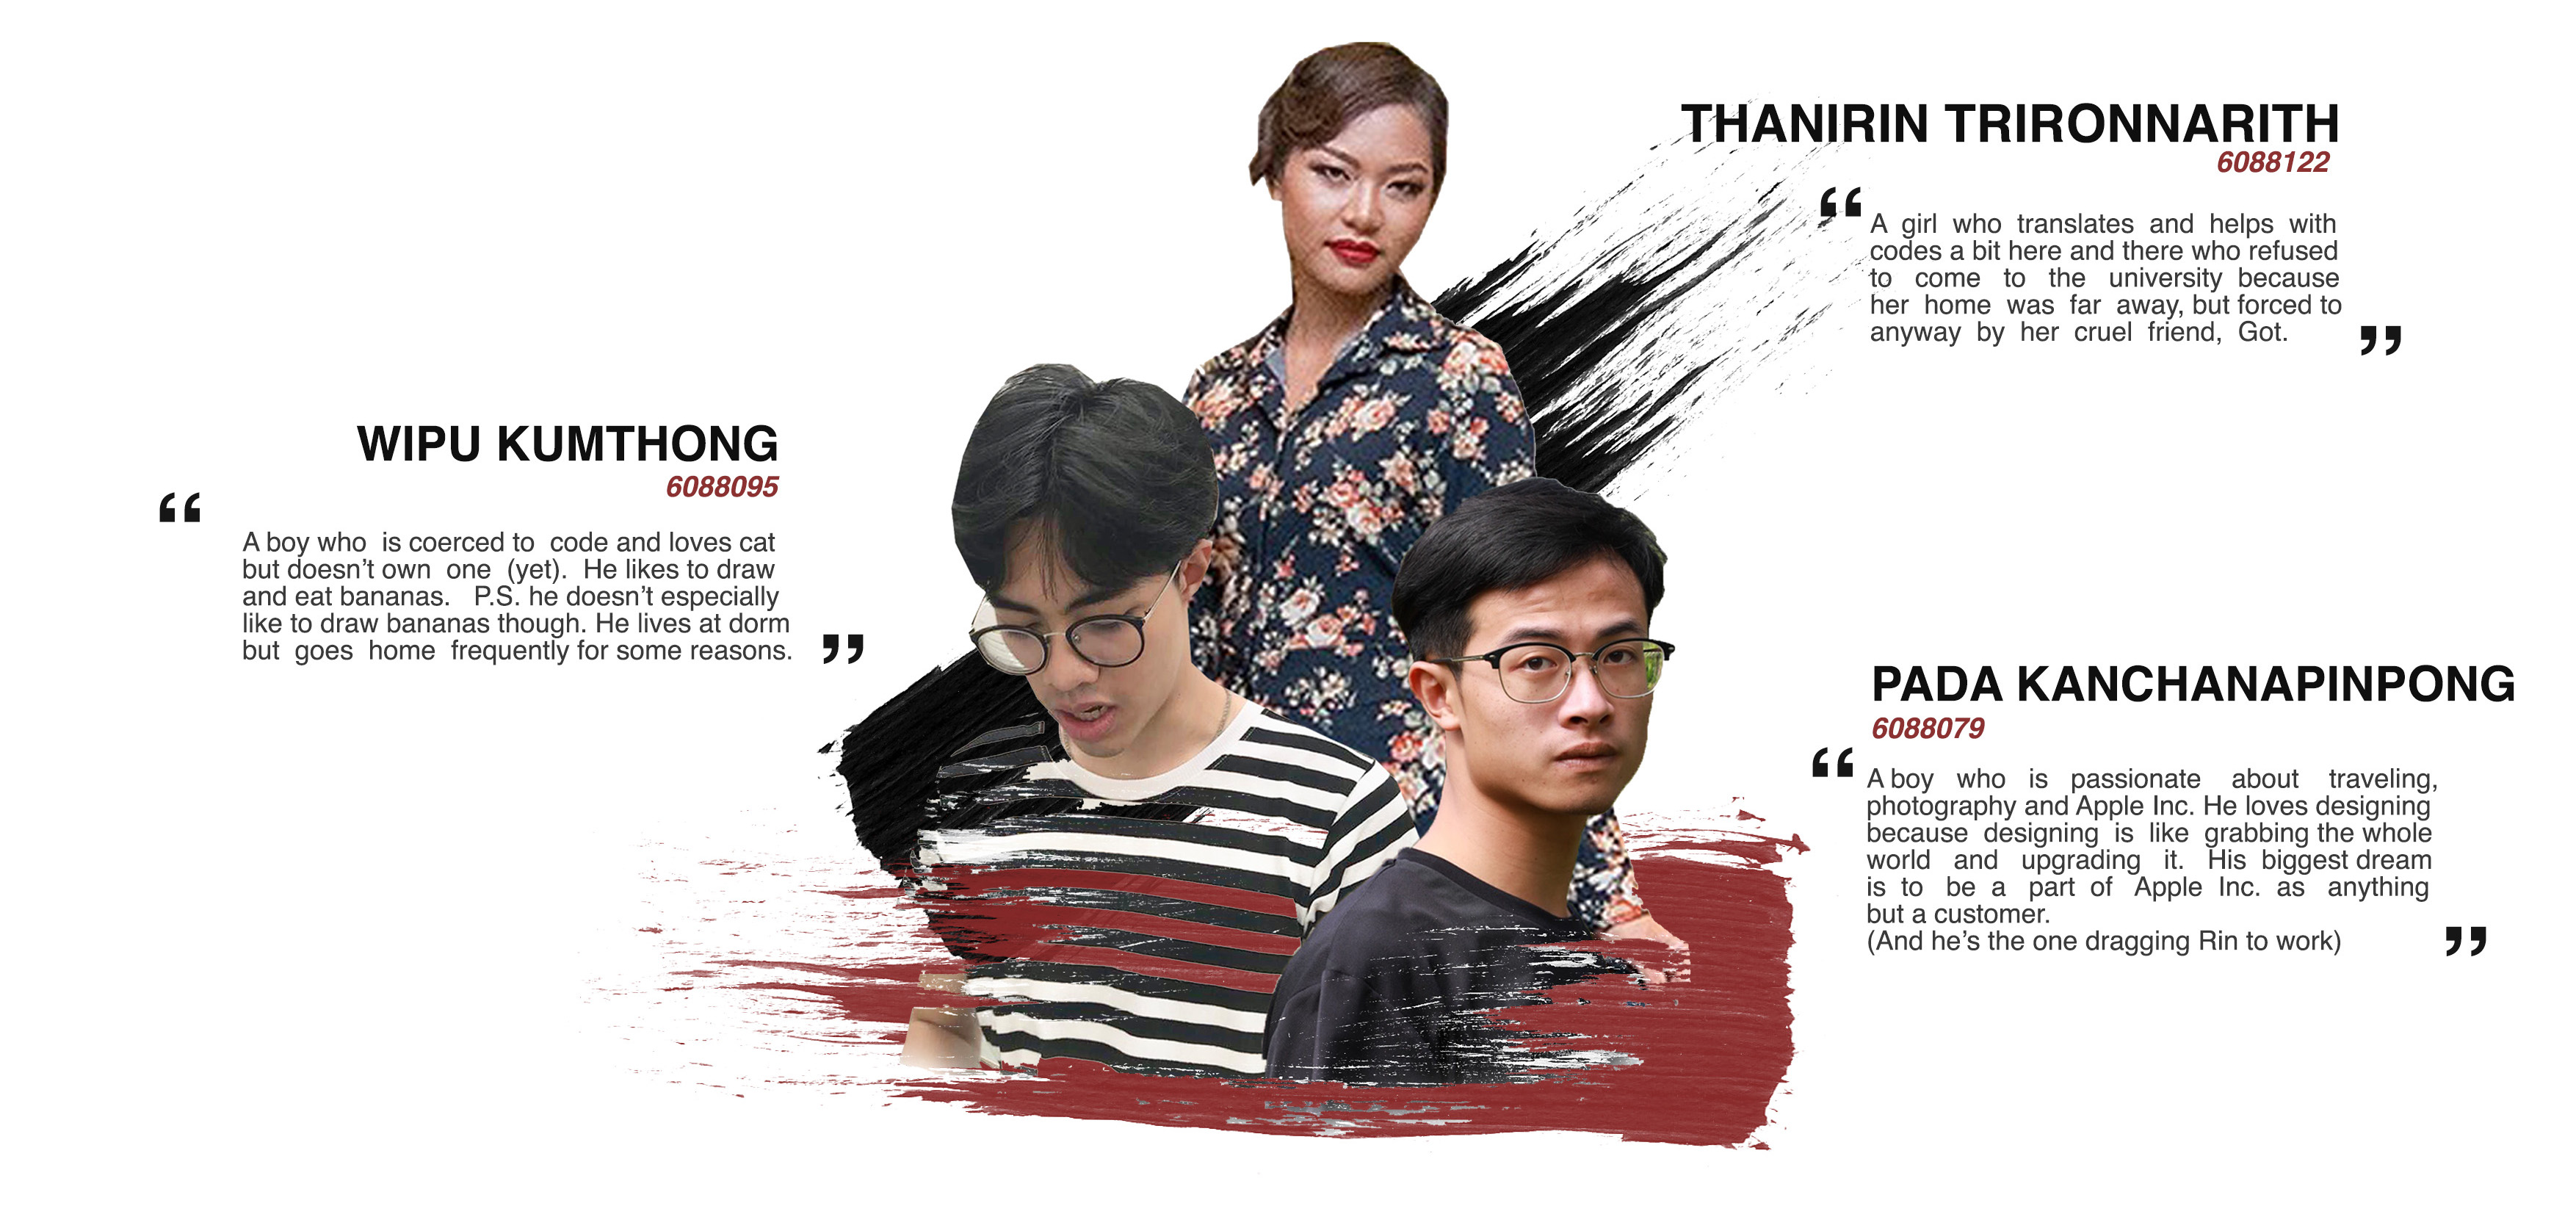 THANIRIN TRIRONNARITH
6088122
“
A girl who translates and helps with
codes a bit here and there who refused
to come to the university because
her home was far away, but forced to
anyway by her cruel friend, Got.
”
WIPU KUMTHONG
6088095
“
A boy who is coerced to code and loves cat
but doesn’t own one (yet). He likes to draw
and eat bananas. P.S. he doesn’t especially
like to draw bananas though. He lives at dorm
but goes home frequently for some reasons.
”
PADA KANCHANAPINPONG
6088079
“
A boy who is passionate about traveling,
photography and Apple Inc. He loves designing
because designing is like grabbing the whole
world and upgrading it. His biggest dream
is to be a part of Apple Inc. as anything
but a customer.
(And he’s the one dragging Rin to work)
”